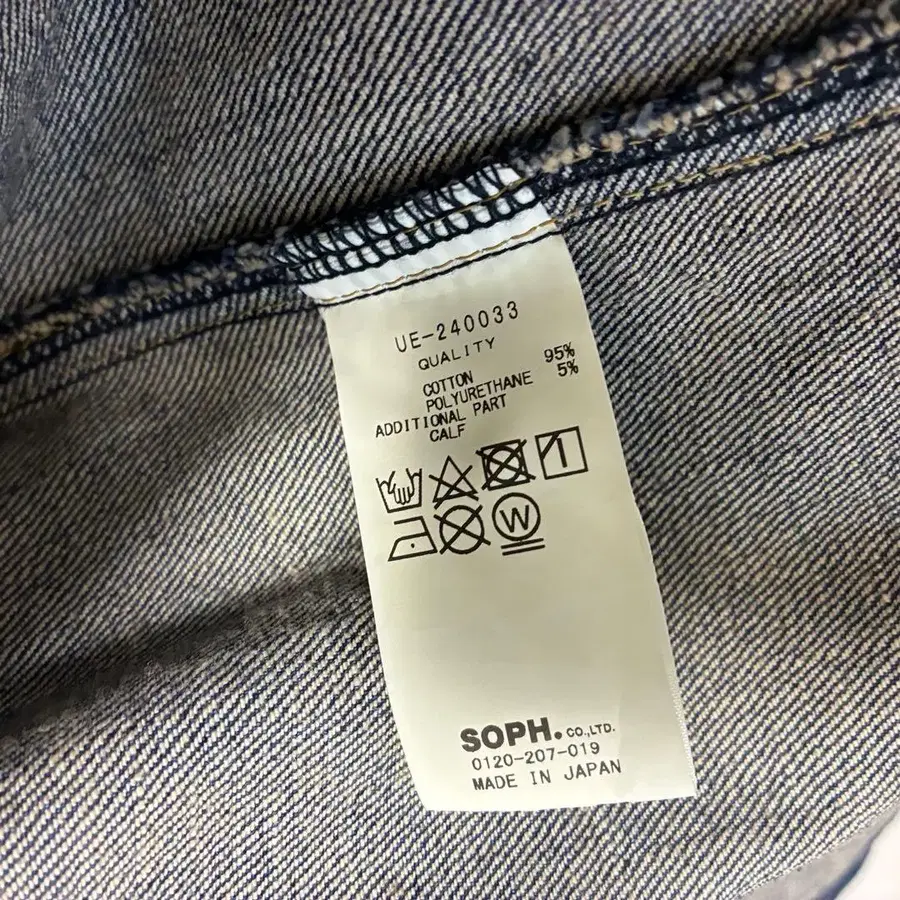 UE-240033
QUALITY
COTTON 95%
POLYURETHANE 5%
ADDITIONAL PART
CALF
W
SOPH. CO.,LTD.
0120-207-019
MADE IN JAPAN